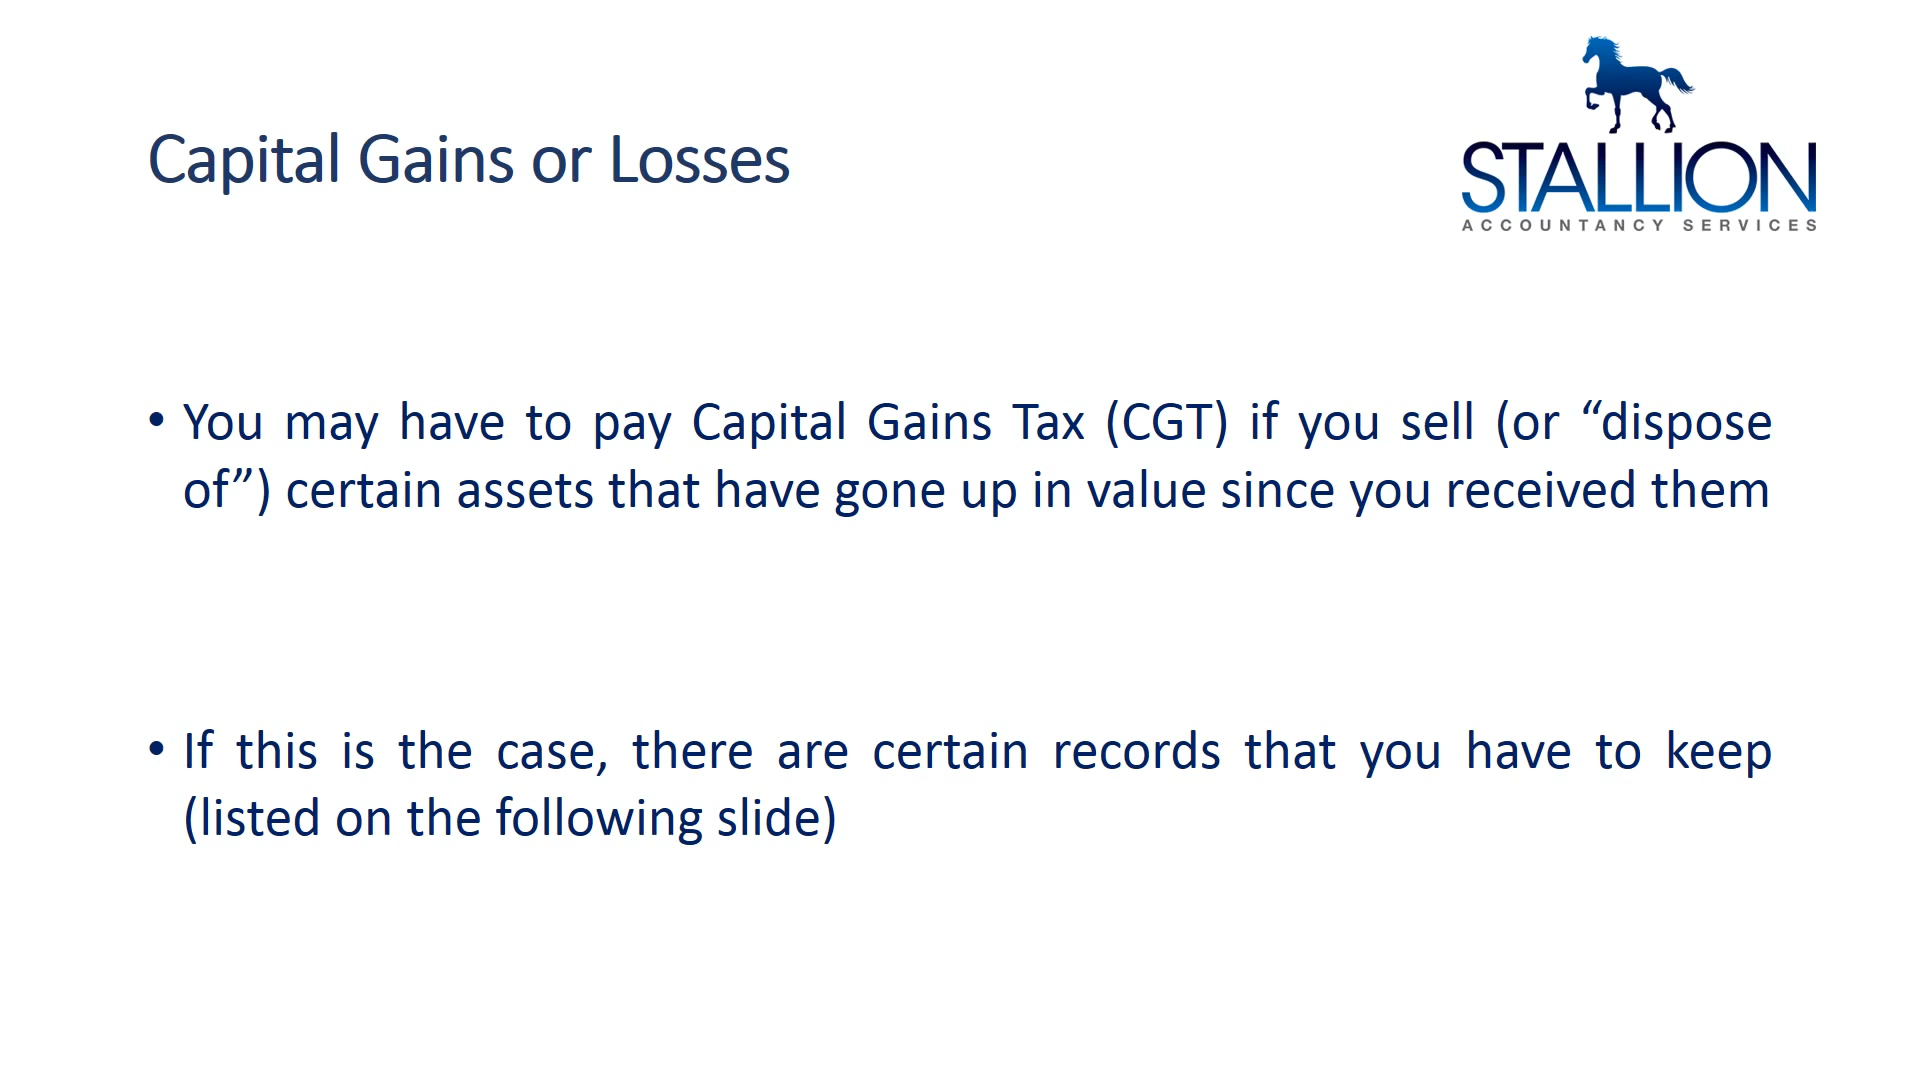 STALLION
ACCOUNTANCY SERVICES
Capital Gains or Losses
• You may have to pay Capital Gains Tax (CGT) if you sell (or “dispose
of”) certain assets that have gone up in value since you received them
• If this is the case, there are certain records that you have to keep
(listed on the following slide)